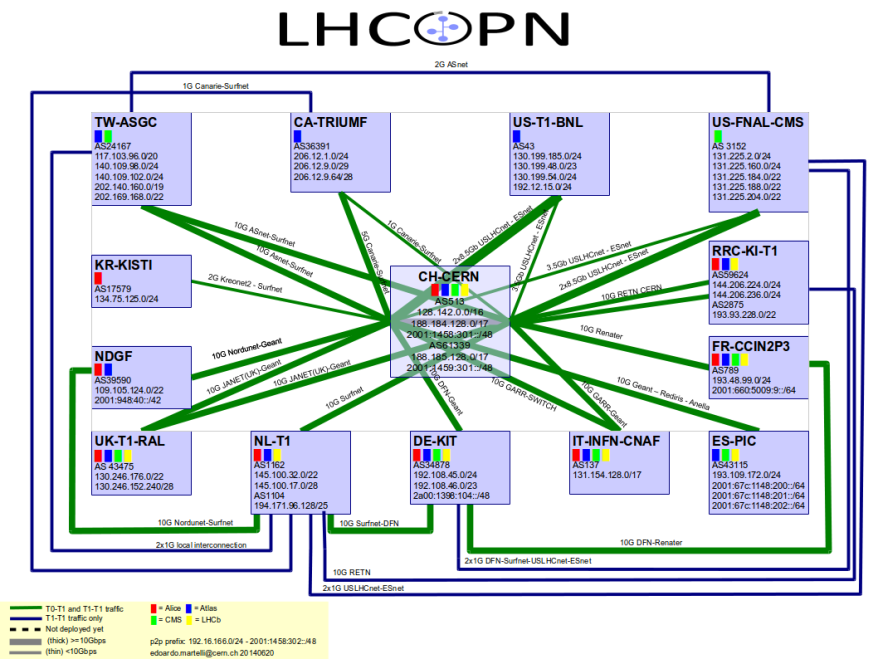 LHCOPN
2G ASnet
1G Canarie-Surfnet
TW-ASGC
AS24167
117.103.96.0/20
140.109.98.0/24
140.109.102.0/24
202.140.160.0/19
202.169.168.0/22
CA-TRIUMF
AS36391
206.12.1.0/24
206.12.9.0/29
206.12.9.64/28
US-T1-BNL
AS43
130.199.185.0/24
130.199.48.0/23
130.199.54.0/24
192.12.15.0/24
US-FNAL-CMS
AS 3152
131.225.2.0/24
131.225.160.0/24
131.225.184.0/22
131.225.188.0/22
131.225.204.0/22
10G ASnet-Surfnet
10G Asnet-Surfnet
5G Canarie-Surfnet
1G Canarie-Surfnet
2x8.5Gb USLHCnet - ESnet
3.5Gb USLHCnet - ESnet
3.5Gb USLHCnet - ESnet
2x8.5Gb USLHCnet - ESnet
KR-KISTI
AS17579
134.75.125.0/24
2G Kreonet2 - Surfnet
CH-CERN
AS513
128.142.0.0/16
188.184.128.0/17
2001:1458:301::/48
AS61339
188.185.128.0/17
2001:1459:301::/48
10G RETN CERN
RRC-KI-T1
AS59624
144.206.224.0/24
144.206.236.0/24
AS2875
193.93.228.0/22
10G Renater
NDGF
AS39590
109.105.124.0/22
2001:948:40::/42
10G Nordunet-Geant
10G JANET(UK)-Geant
10G JANET(UK)-Geant
10G Surfnet
10G DFN-Geant
10G GARR-SWITCH
10G GARR-Geant
10G Geant – Rediris - Anella
FR-CCIN2P3
AS789
193.48.99.0/24
2001:660:5009:9::/64
UK-T1-RAL
AS 43475
130.246.176.0/22
130.246.152.240/28
NL-T1
AS1162
145.100.32.0/22
145.100.17.0/28
AS1104
194.171.96.128/25
DE-KIT
AS34878
192.108.45.0/24
192.108.46.0/23
2a00:1398:104::/48
IT-INFN-CNAF
AS137
131.154.128.0/17
ES-PIC
AS43115
193.109.172.0/24
2001:67c:1148:200::/64
2001:67c:1148:201::/64
2001:67c:1148:202::/64
10G Nordunet-Surfnet
10G Surfnet-DFN
10G DFN-Renater
2x1G local interconnection
2x1G DFN-Surfnet-USLHCnet-ESnet
10G RETN
2x1G USLHCnet-ESnet
T0-T1 and T1-T1 traffic
T1-T1 traffic only
Not deployed yet
(thick) >=10Gbps
(thin) <10Gbps
= Alice = Atlas
= CMS = LHCb
p2p prefix: 192.16.166.0/24 - 2001:1458:302::/48
edoardo.martelli@cern.ch 20140620